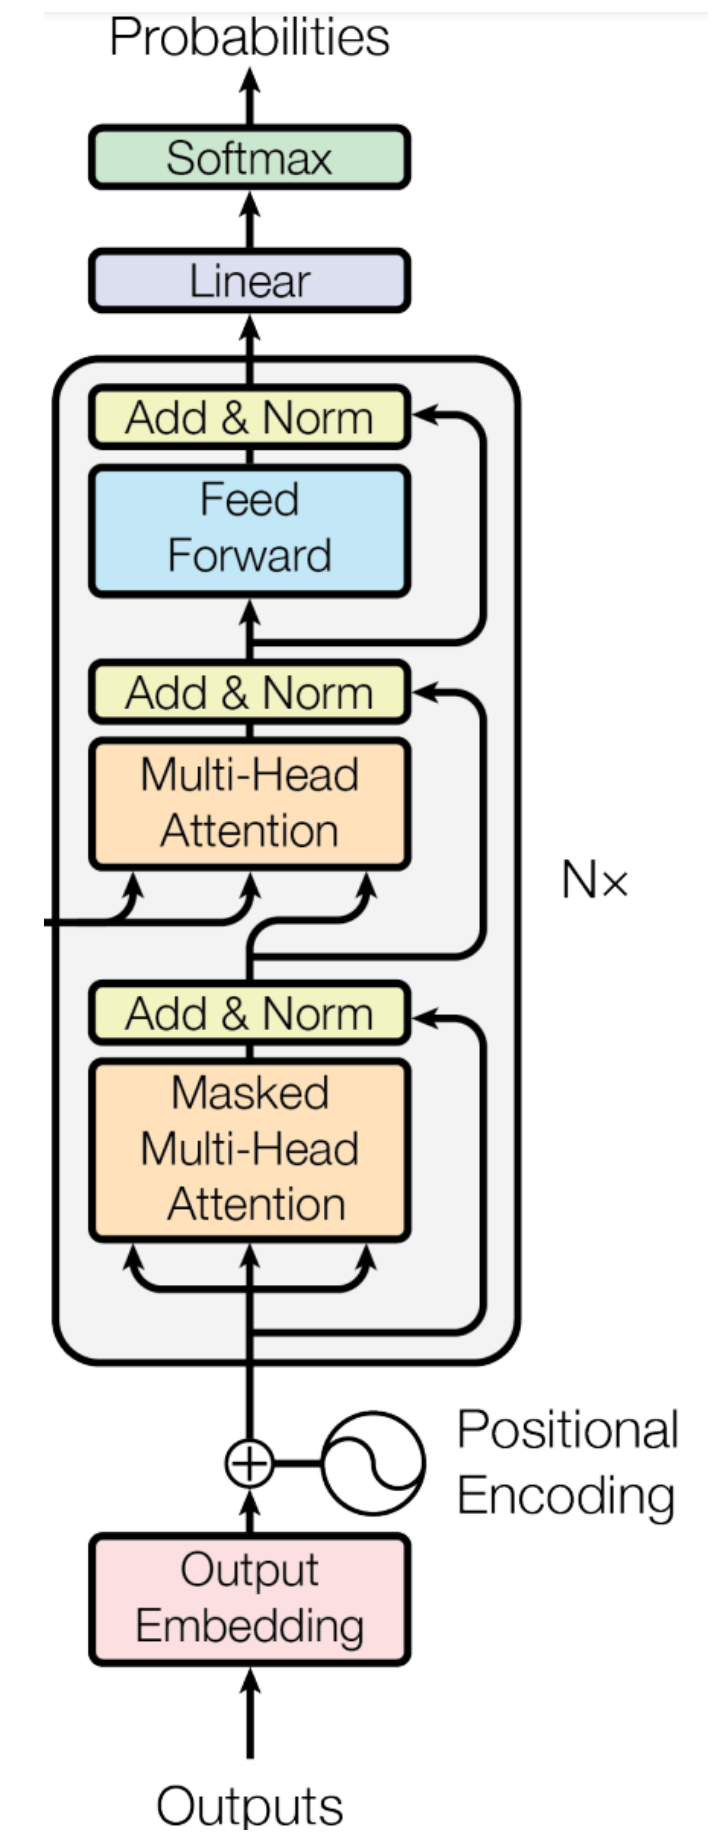 Probabilities
Softmax
Linear
Add & Norm
Feed
Forward
Add & Norm
Multi-Head
Attention
N×
Add & Norm
Masked
Multi-Head
Attention
Positional
Encoding
Output
Embedding
Outputs